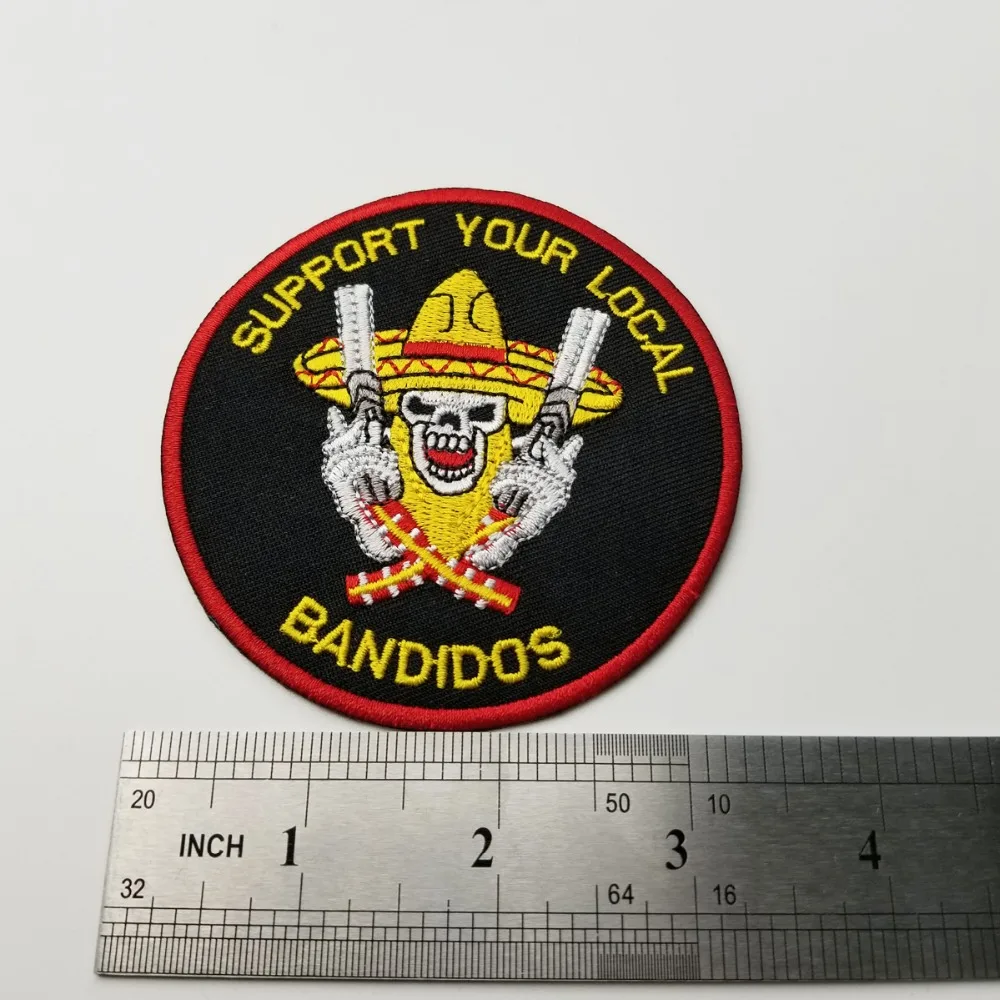 SUPPORT YOUR LOCAL
BANDIDOS
20 50 10
INCH 1 2 3 4
32 64 16